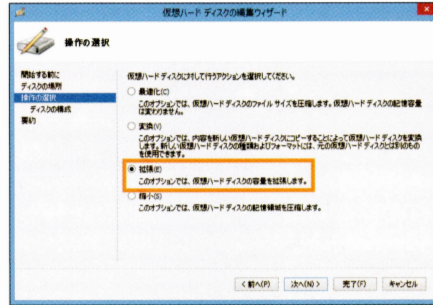 仮想ハード ディスクの編集ウィザード
操作の選択
開始する前に
ディスクの場所
操作の選択
ディスクの構成
要約
仮想ハード ディスクに対して行うアクションを選択してください。
最適化(C)
このオプションでは、仮想ハード ディスクのファイル サイズを圧縮します。仮想ハード ディスクの記憶容量
は変わりません。
変換(V)
このオプションでは、内容を新しい仮想ハード ディスクにコピーすることによって仮想ハード ディスクを変換
します。新しい仮想ハード ディスクの種類およびフォーマットには、元の仮想ハード ディスクとは別のもの
を使用できます。
拡張(E)
このオプションでは、仮想ハード ディスクの容量を拡張します。
縮小(S)
このオプションでは、仮想ハード ディスクの記憶領域を圧縮します。
< 前へ(P)
次へ(N) >
完了(F)
キャンセル